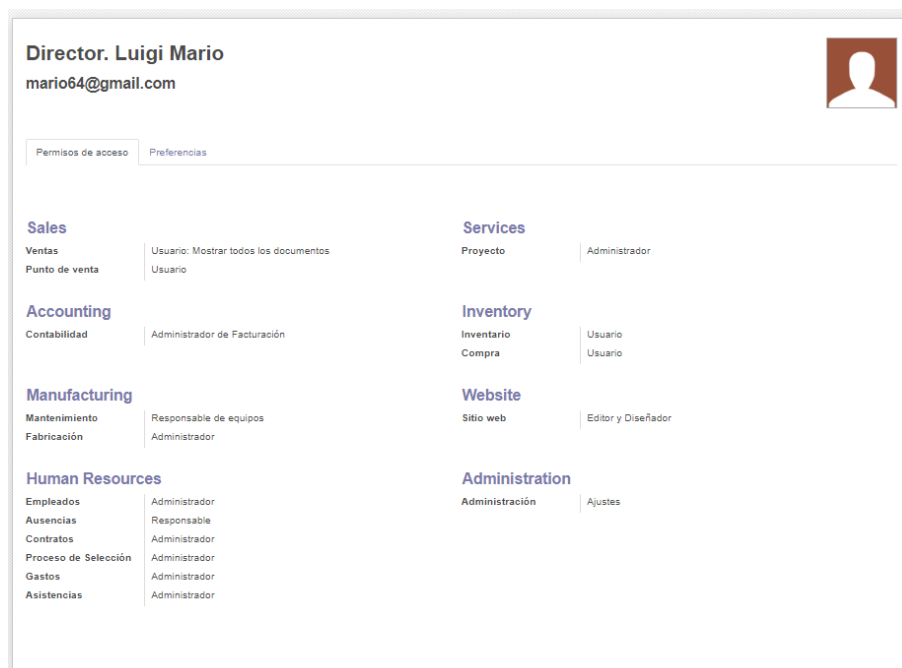 Director. Luigi Mario
mario64@gmail.com
Permisos de acceso Preferencias
Sales
Ventas Usuario: Mostrar todos los documentos
Punto de venta Usuario
Services
Proyecto Administrador
Accounting
Contabilidad Administrador de Facturación
Inventory
Inventario Usuario
Compra Usuario
Manufacturing
Mantenimiento Responsable de equipos
Fabricación Administrador
Website
Sitio web Editor y Diseñador
Human Resources
Empleados Administrador
Ausencias Responsable
Contratos Administrador
Proceso de Selección Administrador
Gastos Administrador
Asistencias Administrador
Administration
Administración Ajustes